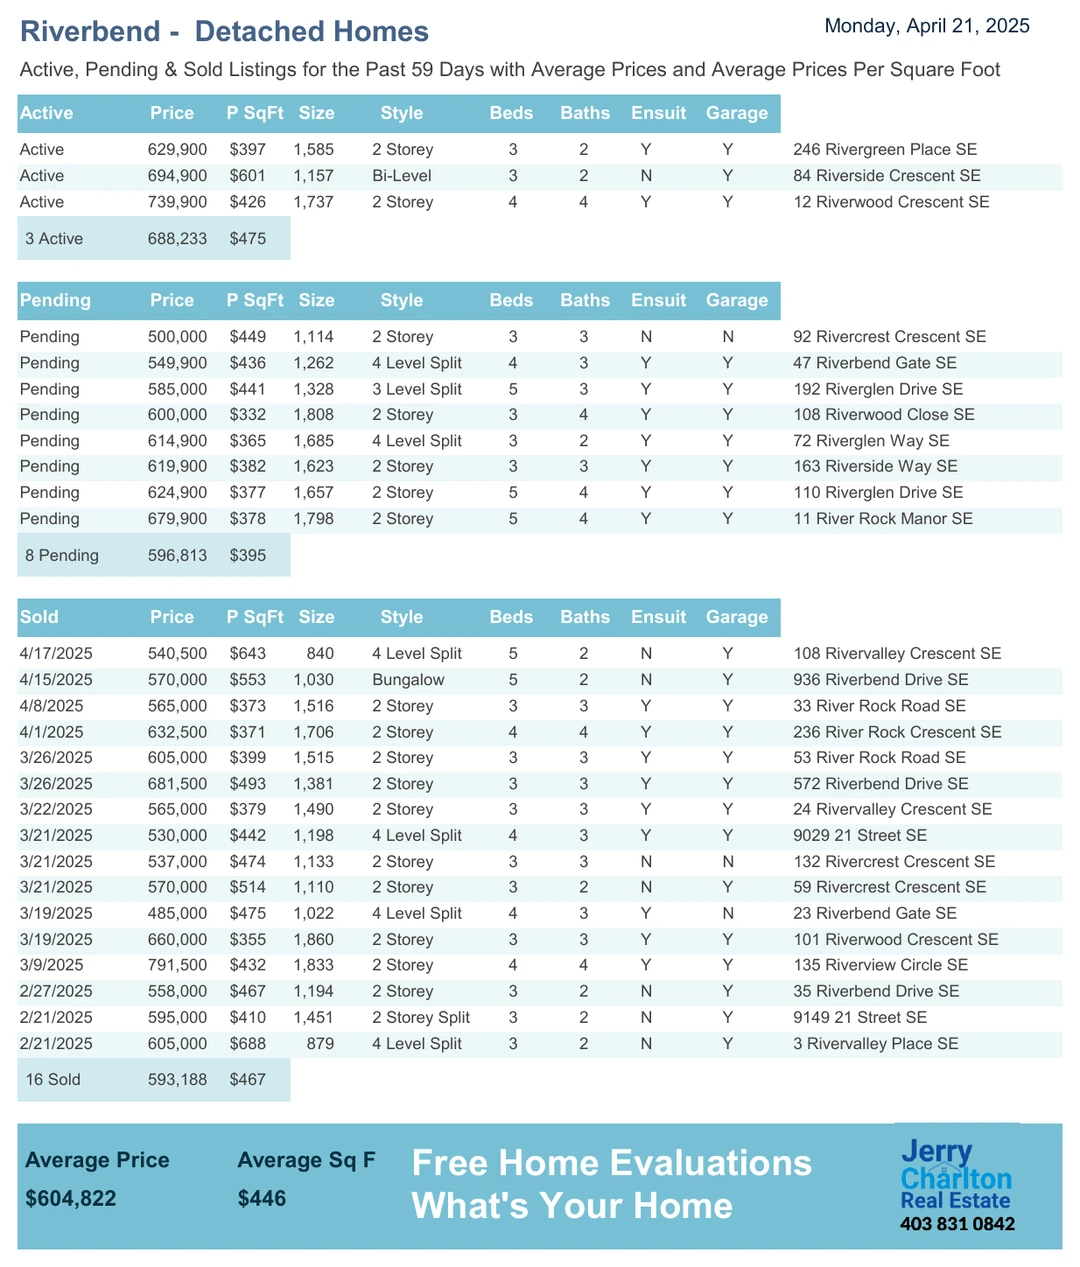 Riverbend - Detached Homes
Monday, April 21, 2025
Active, Pending & Sold Listings for the Past 59 Days with Average Prices and Average Prices Per Square Foot
Active Price P SqFt Size Style Beds Baths Ensuit Garage
Active 629,900 $397 1,585 2 Storey 3 2 Y Y 246 Rivergreen Place SE
Active 694,900 $601 1,157 Bi-Level 3 2 N Y 84 Riverside Crescent SE
Active 739,900 $426 1,737 2 Storey 4 4 Y Y 12 Riverwood Crescent SE
3 Active 688,233 $475
Pending Price P SqFt Size Style Beds Baths Ensuit Garage
Pending 500,000 $449 1,114 2 Storey 3 3 N N 92 Rivercrest Crescent SE
Pending 549,900 $436 1,262 4 Level Split 4 3 Y Y 47 Riverbend Gate SE
Pending 585,000 $441 1,328 3 Level Split 5 3 Y Y 192 Riverglen Drive SE
Pending 600,000 $332 1,808 2 Storey 3 4 Y Y 108 Riverwood Close SE
Pending 614,900 $365 1,685 4 Level Split 3 2 Y Y 72 Riverglen Way SE
Pending 619,900 $382 1,623 2 Storey 3 3 Y Y 163 Riverside Way SE
Pending 624,900 $377 1,657 2 Storey 5 4 Y Y 110 Riverglen Drive SE
Pending 679,900 $378 1,798 2 Storey 5 4 Y Y 11 River Rock Manor SE
8 Pending 596,813 $395
Sold Price P SqFt Size Style Beds Baths Ensuit Garage
4/17/2025 540,500 $643 840 4 Level Split 5 2 N Y 108 Rivervalley Crescent SE
4/15/2025 570,000 $553 1,030 Bungalow 5 2 N Y 936 Riverbend Drive SE
4/8/2025 565,000 $373 1,516 2 Storey 3 3 Y Y 33 River Rock Road SE
4/1/2025 632,500 $371 1,706 2 Storey 4 4 Y Y 236 River Rock Crescent SE
3/26/2025 605,000 $399 1,515 2 Storey 3 3 Y Y 53 River Rock Road SE
3/26/2025 681,500 $493 1,381 2 Storey 3 3 Y Y 572 Riverbend Drive SE
3/22/2025 565,000 $379 1,490 2 Storey 3 3 Y Y 24 Rivervalley Crescent SE
3/21/2025 530,000 $442 1,198 4 Level Split 4 3 Y Y 9029 21 Street SE
3/21/2025 537,000 $474 1,133 2 Storey 3 3 N N 132 Rivercrest Crescent SE
3/21/2025 570,000 $514 1,110 2 Storey 3 2 N Y 59 Rivercrest Crescent SE
3/19/2025 485,000 $475 1,022 4 Level Split 4 3 Y N 23 Riverbend Gate SE
3/19/2025 660,000 $355 1,860 2 Storey 3 3 Y Y 101 Riverwood Crescent SE
3/9/2025 791,500 $432 1,833 2 Storey 4 4 Y Y 135 Riverview Circle SE
2/27/2025 558,000 $467 1,194 2 Storey 3 2 N Y 35 Riverbend Drive SE
2/21/2025 595,000 $410 1,451 2 Storey Split 3 2 N Y 9149 21 Street SE
2/21/2025 605,000 $688 879 4 Level Split 3 2 N Y 3 Rivervalley Place SE
16 Sold 593,188 $467
Average Price Average Sq F
$604,822 $446
Free Home Evaluations
What's Your Home
Jerry
Charlton
Real Estate
403 831 0842